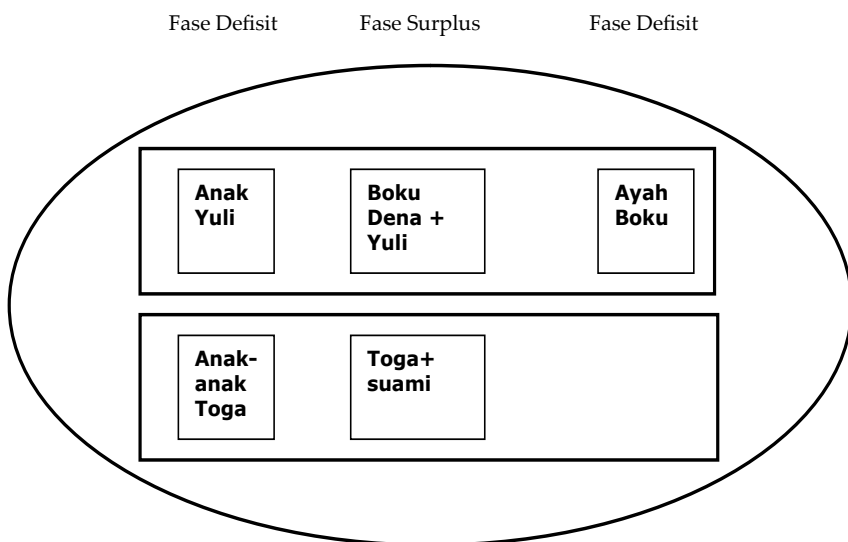 Fase Defisit
Fase Surplus
Fase Defisit
Anak
Yuli
Boku
Dena +
Yuli
Ayah
Boku
Anak-
anak
Toga
Toga+
suami